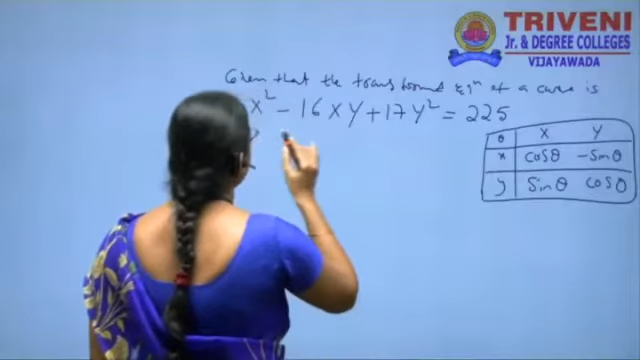 TRIVENI
Jr. & DEGREE COLLEGES
VIJAYAWADA
Given that the transformed eqn of a curve is
X² - 16XY + 17Y² = 225
θ X Y
x cosθ -sinθ
y sinθ cosθ